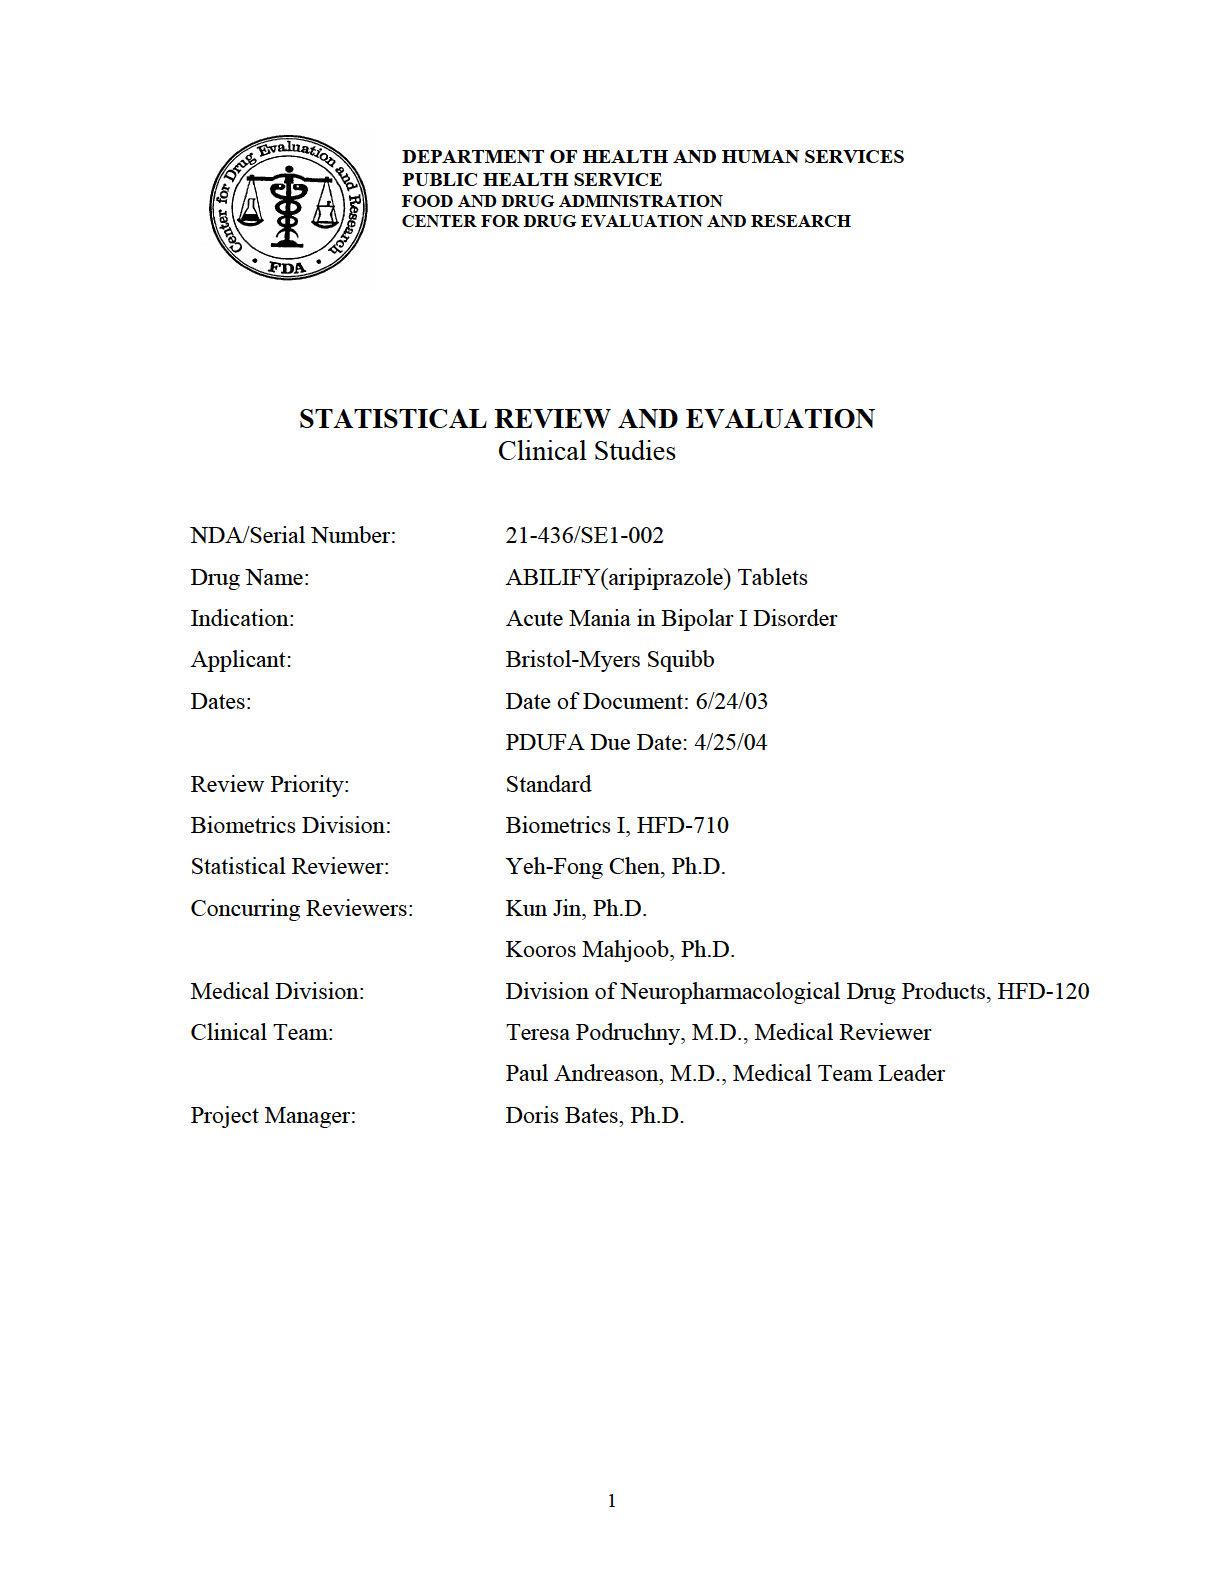 Center for Drug Evaluation and Research
• FDA •
DEPARTMENT OF HEALTH AND HUMAN SERVICES
PUBLIC HEALTH SERVICE
FOOD AND DRUG ADMINISTRATION
CENTER FOR DRUG EVALUATION AND RESEARCH
STATISTICAL REVIEW AND EVALUATION
Clinical Studies
NDA/Serial Number: 21-436/SE1-002
Drug Name: ABILIFY(aripiprazole) Tablets
Indication: Acute Mania in Bipolar I Disorder
Applicant: Bristol-Myers Squibb
Dates: Date of Document: 6/24/03
PDUFA Due Date: 4/25/04
Review Priority: Standard
Biometrics Division: Biometrics I, HFD-710
Statistical Reviewer: Yeh-Fong Chen, Ph.D.
Concurring Reviewers: Kun Jin, Ph.D.
Kooros Mahjoob, Ph.D.
Medical Division: Division of Neuropharmacological Drug Products, HFD-120
Clinical Team: Teresa Podruchny, M.D., Medical Reviewer
Paul Andreason, M.D., Medical Team Leader
Project Manager: Doris Bates, Ph.D.
1